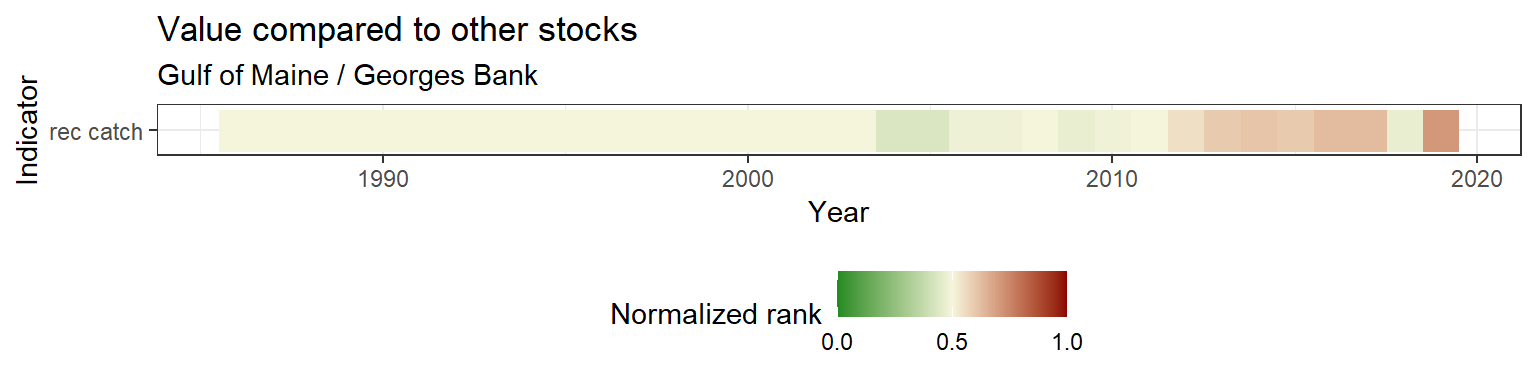 Value compared to other stocks
Gulf of Maine / Georges Bank
Indicator
rec catch
1990 2000 2010 2020
Year
Normalized rank
0.0 0.5 1.0